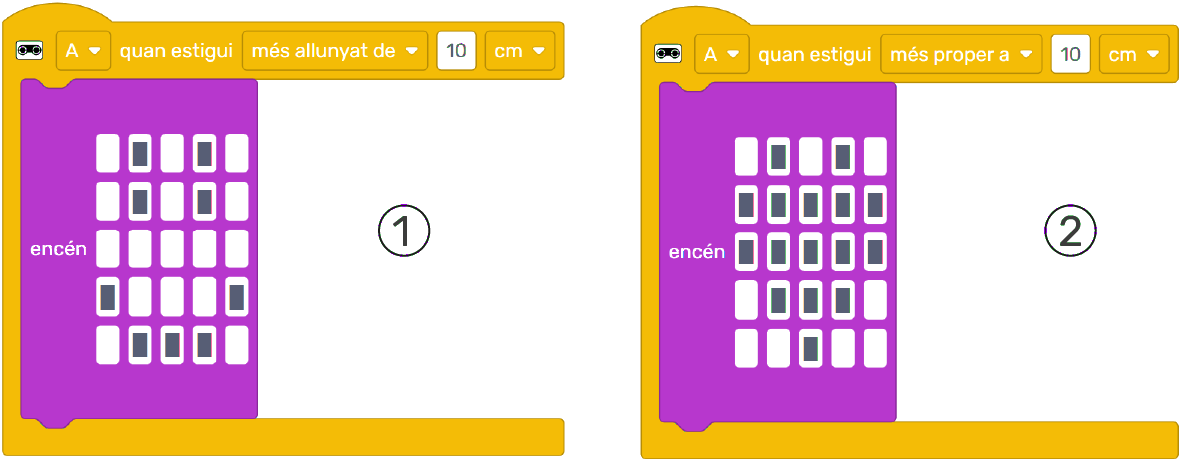 A quan estigui més allunyat de 10 cm
encén
1
A quan estigui més proper a 10 cm
encén
2